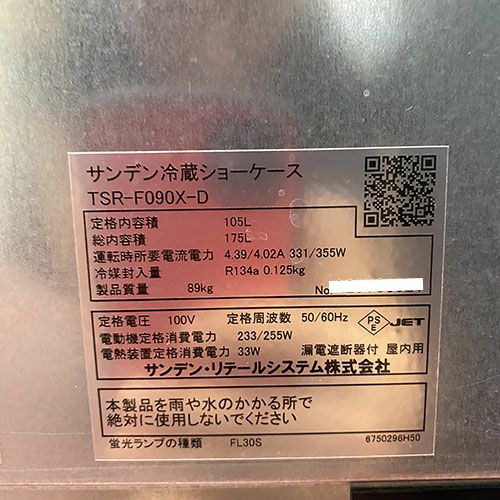 サンデン冷蔵ショーケース
TSR-F090X-D
定格内容積 105L
総内容積 175L
運転時所要電流電力 4.39/4.02A 331/355W
冷媒封入量 R134a 0.125kg
製品質量 89kg No.
定格電圧 100V 定格周波数 50/60Hz PSE JET
電動機定格消費電力 233/255W
電熱装置定格消費電力 33W 漏電遮断器付 屋内用
サンデン・リテールシステム株式会社
本製品を雨や水のかかる所で
絶対に使用しないでください
蛍光ランプの種類 FL30S 6750296H50